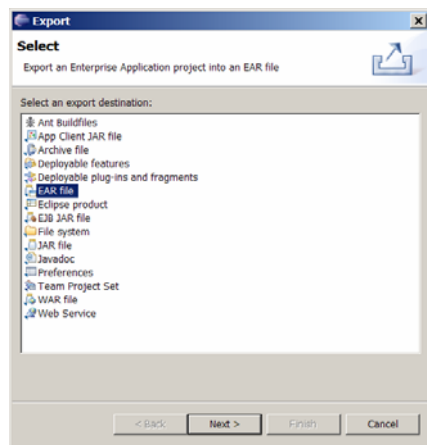 Export
Select
Export an Enterprise Application project into an EAR file
Select an export destination:
Ant Buildfiles
App Client JAR file
Archive file
Deployable features
Deployable plug-ins and fragments
EAR file
Eclipse product
EJB JAR file
File system
JAR file
Javadoc
Preferences
Team Project Set
WAR file
Web Service
< Back Next > Finish Cancel